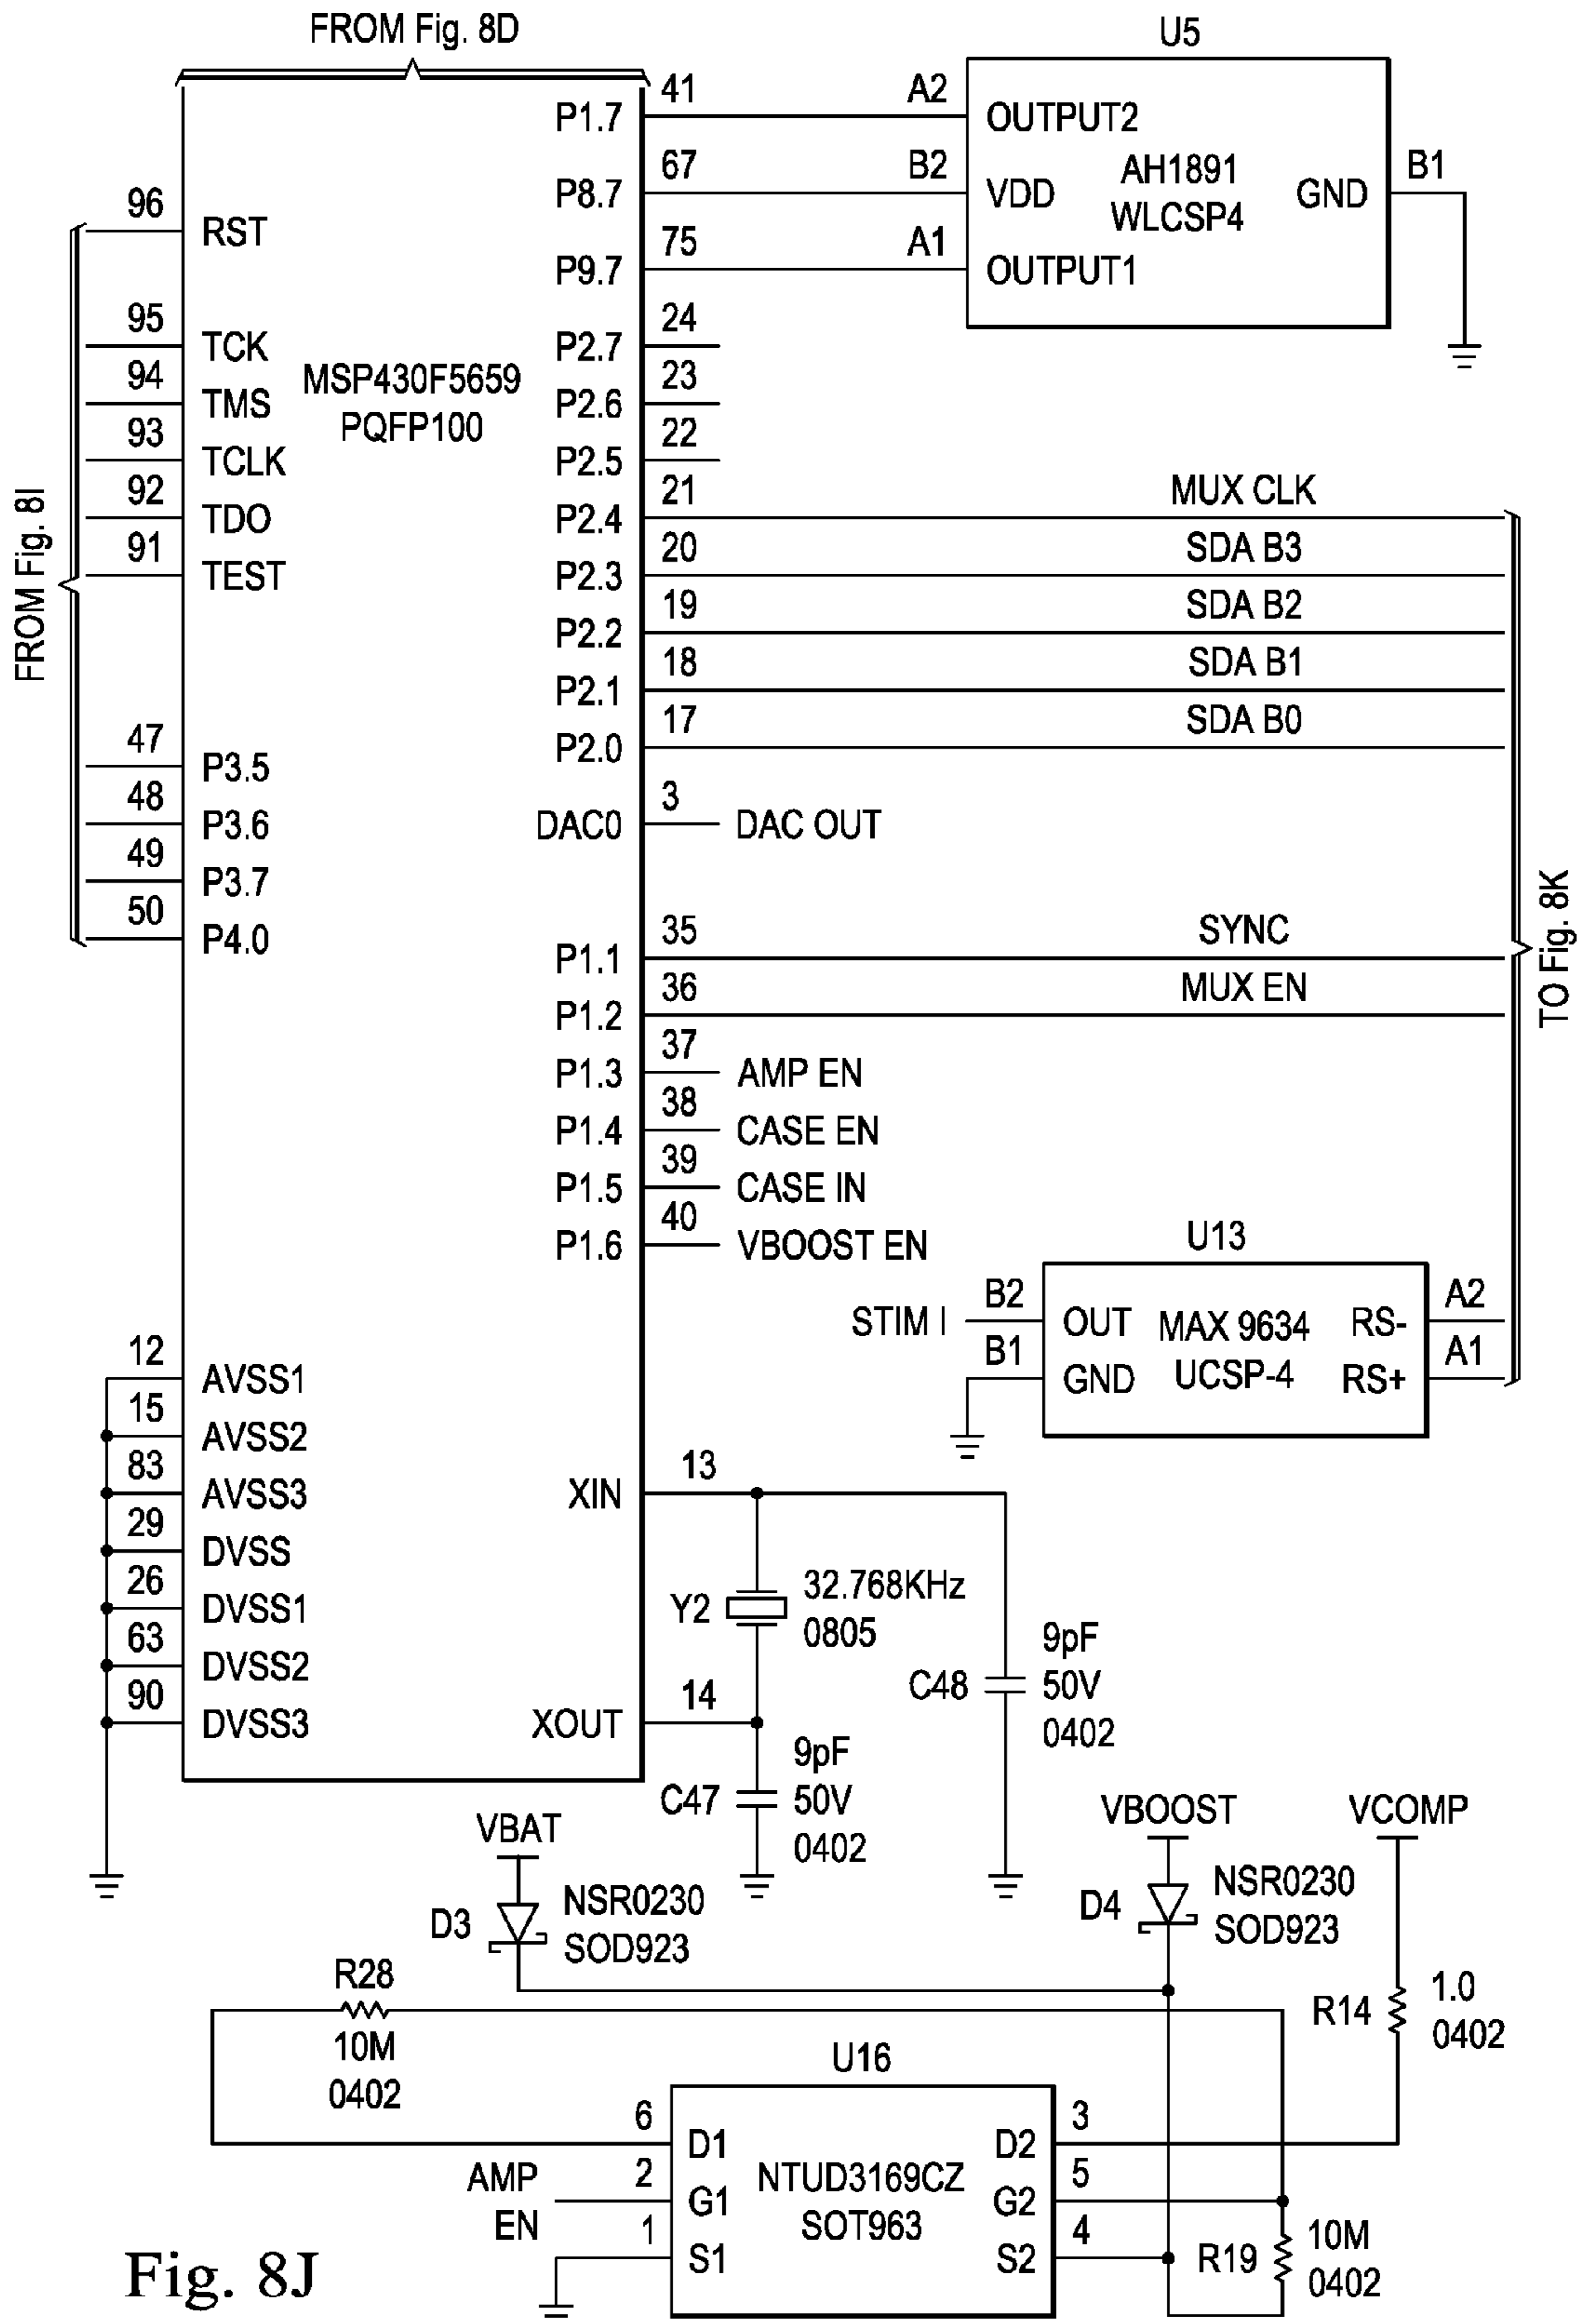 FROM Fig. 8D
FROM Fig. 8I
96
RST
95
TCK
94
TMS
93
TCLK
92
TDO
91
TEST
47
P3.5
48
P3.6
49
P3.7
50
P4.0
12
AVSS1
15
AVSS2
83
AVSS3
29
DVSS
26
DVSS1
63
DVSS2
90
DVSS3
MSP430F5659
PQFP100
P1.7
41
P8.7
67
P9.7
75
P2.7
24
P2.6
23
P2.5
22
P2.4
21
MUX CLK
P2.3
20
SDA B3
P2.2
19
SDA B2
P2.1
18
SDA B1
P2.0
17
SDA B0
DAC0
3
DAC OUT
P1.1
35
SYNC
P1.2
36
MUX EN
P1.3
37
AMP EN
P1.4
38
CASE EN
P1.5
39
CASE IN
P1.6
40
VBOOST EN
XIN
13
XOUT
14
U5
A2
OUTPUT2
B2
VDD
A1
OUTPUT1
AH1891
WLCSP4
GND
B1
TO Fig. 8K
U13
STIM I
B2
OUT
B1
GND
MAX 9634
UCSP-4
RS-
A2
RS+
A1
Y2
32.768KHz
0805
C48
9pF
50V
0402
C47
9pF
50V
0402
VBAT
D3
NSR0230
SOD923
VBOOST
D4
NSR0230
SOD923
VCOMP
R14
1.0
0402
R28
10M
0402
U16
6
D1
AMP
EN
2
G1
1
S1
NTUD3169CZ
SOT963
D2
3
G2
5
S2
4
R19
10M
0402
Fig. 8J